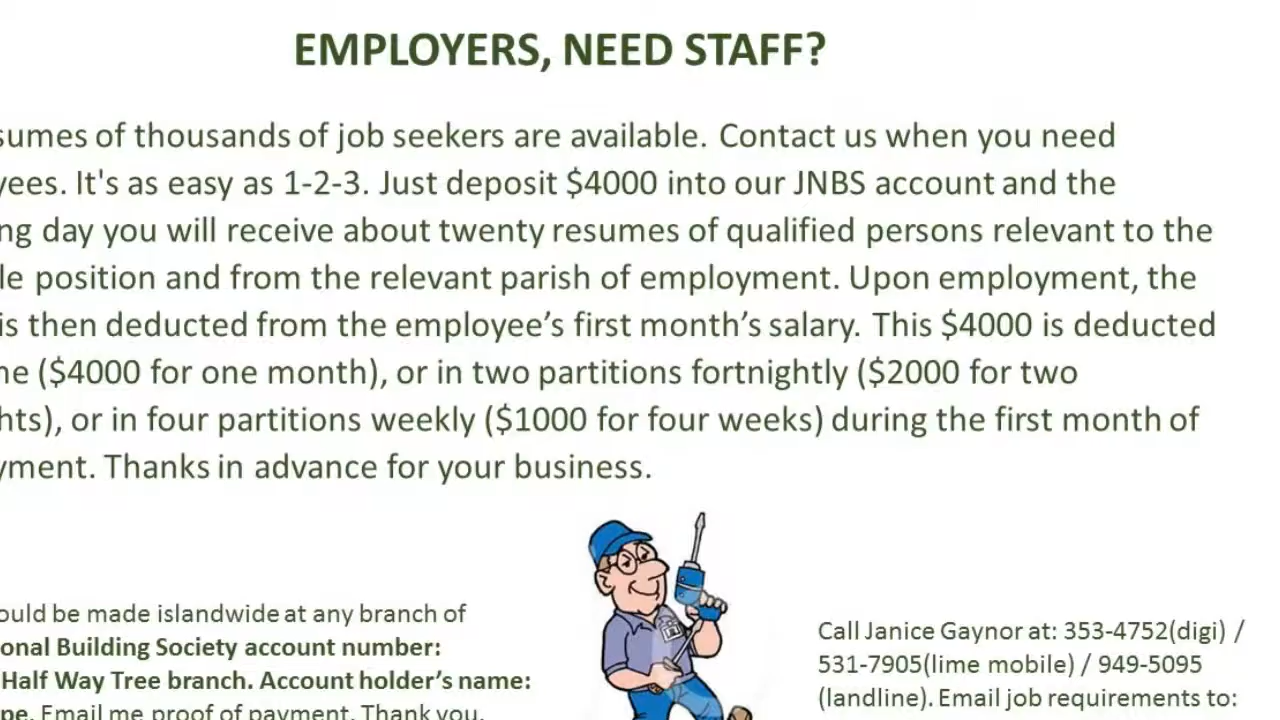 EMPLOYERS, NEED STAFF?
sumes of thousands of job seekers are available. Contact us when you need
yees. It's as easy as 1-2-3. Just deposit $4000 into our JNBS account and the
ng day you will receive about twenty resumes of qualified persons relevant to the
le position and from the relevant parish of employment. Upon employment, the
is then deducted from the employee’s first month’s salary. This $4000 is deducted
ne ($4000 for one month), or in two partitions fortnightly ($2000 for two
hts), or in four partitions weekly ($1000 for four weeks) during the first month of
yment. Thanks in advance for your business.
ould be made islandwide at any branch of
onal Building Society account number:
Half Way Tree branch. Account holder’s name:
pe. Email me proof of payment. Thank you.
Call Janice Gaynor at: 353-4752(digi) /
531-7905(lime mobile) / 949-5095
(landline). Email job requirements to: